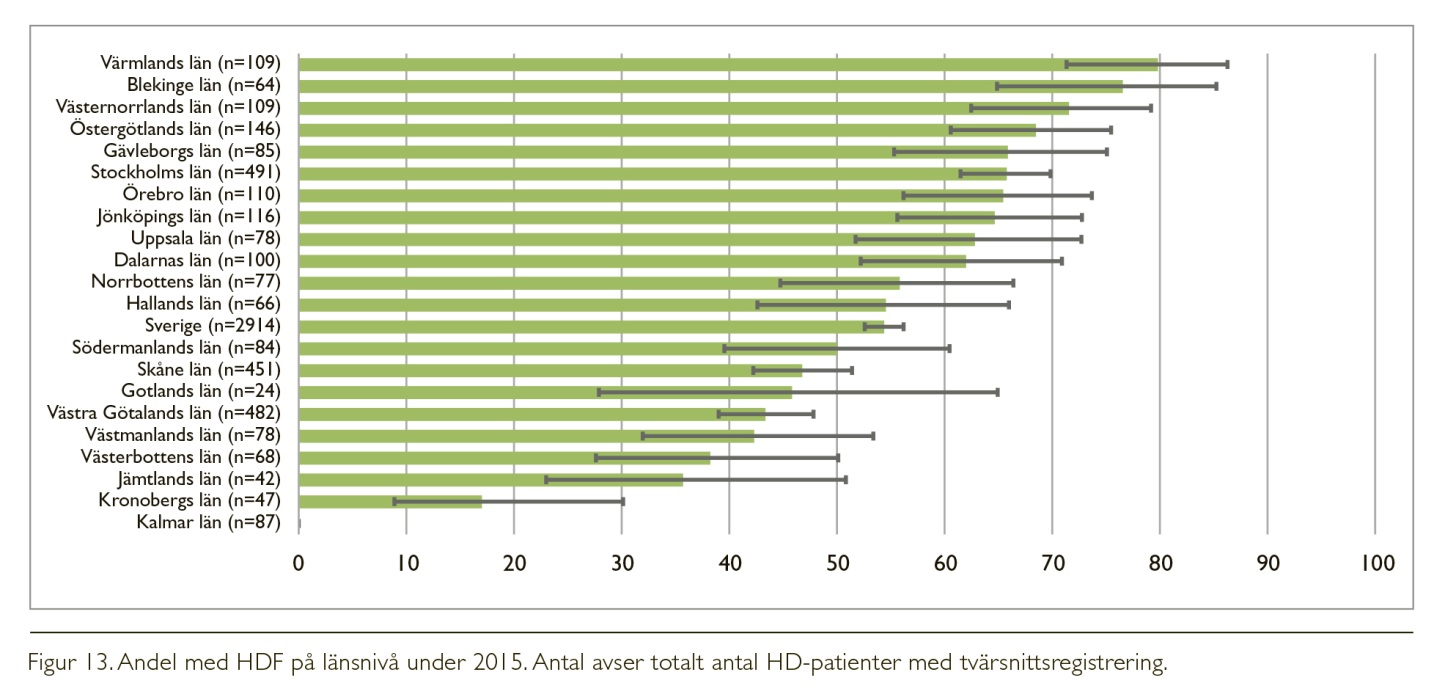 Värmlands län (n=109)
Blekinge län (n=64)
Västernorrlands län (n=109)
Östergötlands län (n=146)
Gävleborgs län (n=85)
Stockholms län (n=491)
Örebro län (n=110)
Jönköpings län (n=116)
Uppsala län (n=78)
Dalarnas län (n=100)
Norrbottens län (n=77)
Hallands län (n=66)
Sverige (n=2914)
Södermanlands län (n=84)
Skåne län (n=451)
Gotlands län (n=24)
Västra Götalands län (n=482)
Västmanlands län (n=78)
Västerbottens län (n=68)
Jämtlands län (n=42)
Kronobergs län (n=47)
Kalmar län (n=87)
0 10 20 30 40 50 60 70 80 90 100
Figur 13. Andel med HDF på länsnivå under 2015. Antal avser totalt antal HD-patienter med tvärsnittsregistrering.